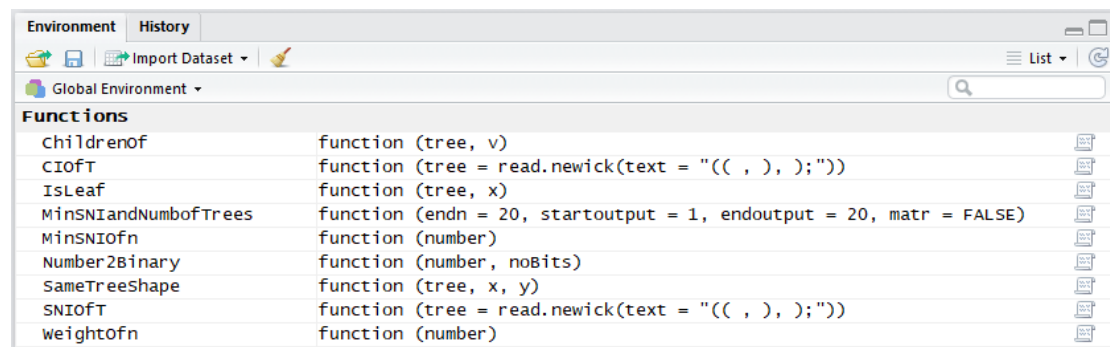 Environment History
Import Dataset List
Global Environment
Functions
ChildrenOf function (tree, v)
CIOfT function (tree = read.newick(text = "(( , ), );"))
IsLeaf function (tree, x)
MinSNIandNumbofTrees function (endn = 20, startoutput = 1, endoutput = 20, matr = FALSE)
MinSNIOfn function (number)
Number2Binary function (number, noBits)
SameTreeShape function (tree, x, y)
SNIOfT function (tree = read.newick(text = "(( , ), );"))
WeightOfn function (number)